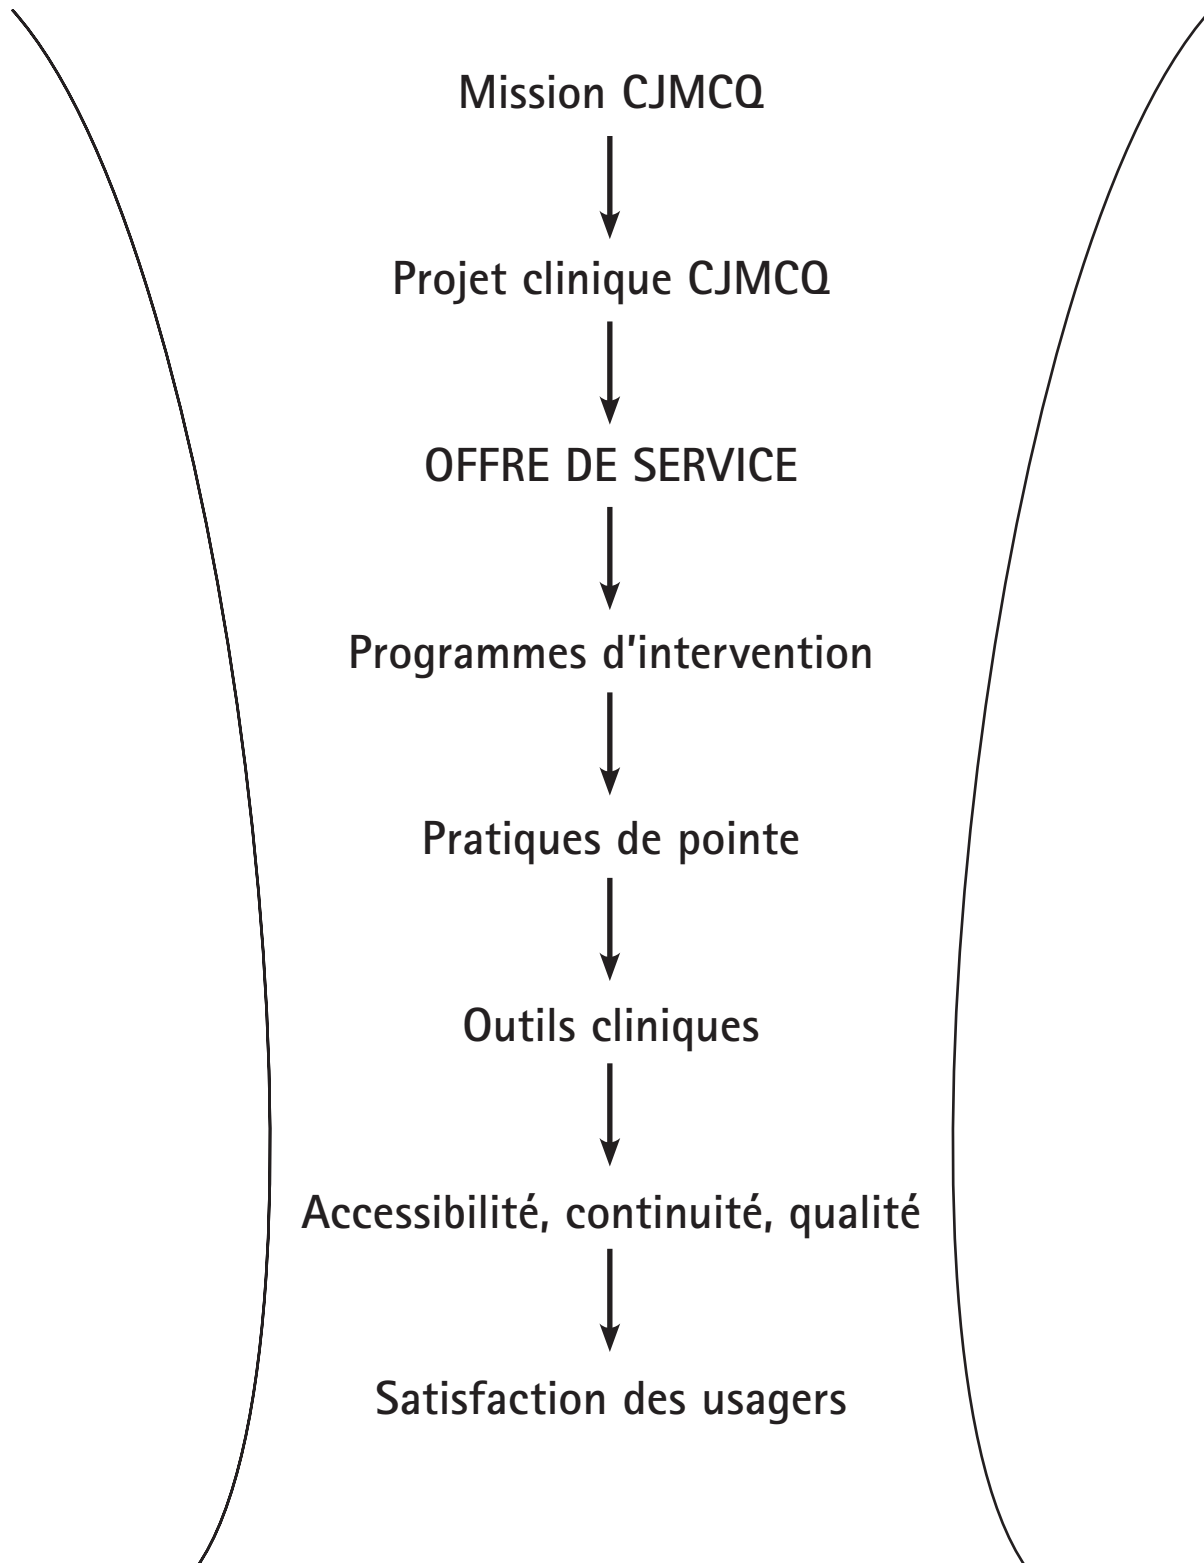 Mission CJMCQ
Projet clinique CJMCQ
OFFRE DE SERVICE
Programmes d'intervention
Pratiques de pointe
Outils cliniques
Accessibilité, continuité, qualité
Satisfaction des usagers